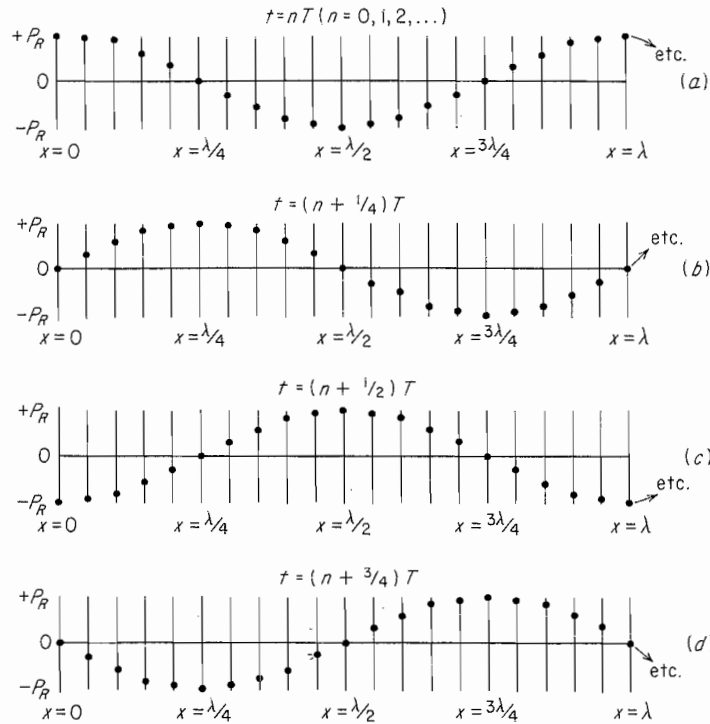 t = nT (n = 0, 1, 2, ...)
+P_R
etc.
0
(a)
−P_R
x = 0
x = λ/4
x = λ/2
x = 3λ/4
x = λ
t = (n + 1/4) T
+P_R
etc.
0
(b)
−P_R
x = 0
x = λ/4
x = λ/2
x = 3λ/4
x = λ
t = (n + 1/2) T
+P_R
0
(c)
−P_R
etc.
x = 0
x = λ/4
x = λ/2
x = 3λ/4
x = λ
t = (n + 3/4) T
+P_R
0
(d
etc.
−P_R
x = 0
x = λ/4
x = λ/2
x = 3λ/4
x = λ